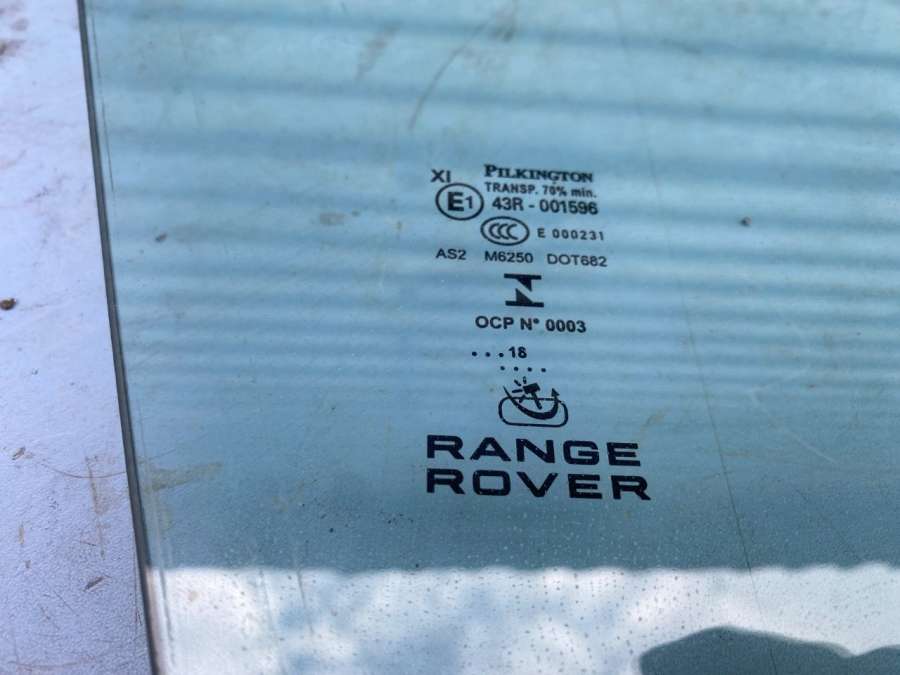 PILKINGTON
XI
TRANSP. 70% min.
E1 43R - 001596
CCC E 000231
AS2 M6250 DOT682
OCP N° 0003
...18
....
RANGE
ROVER